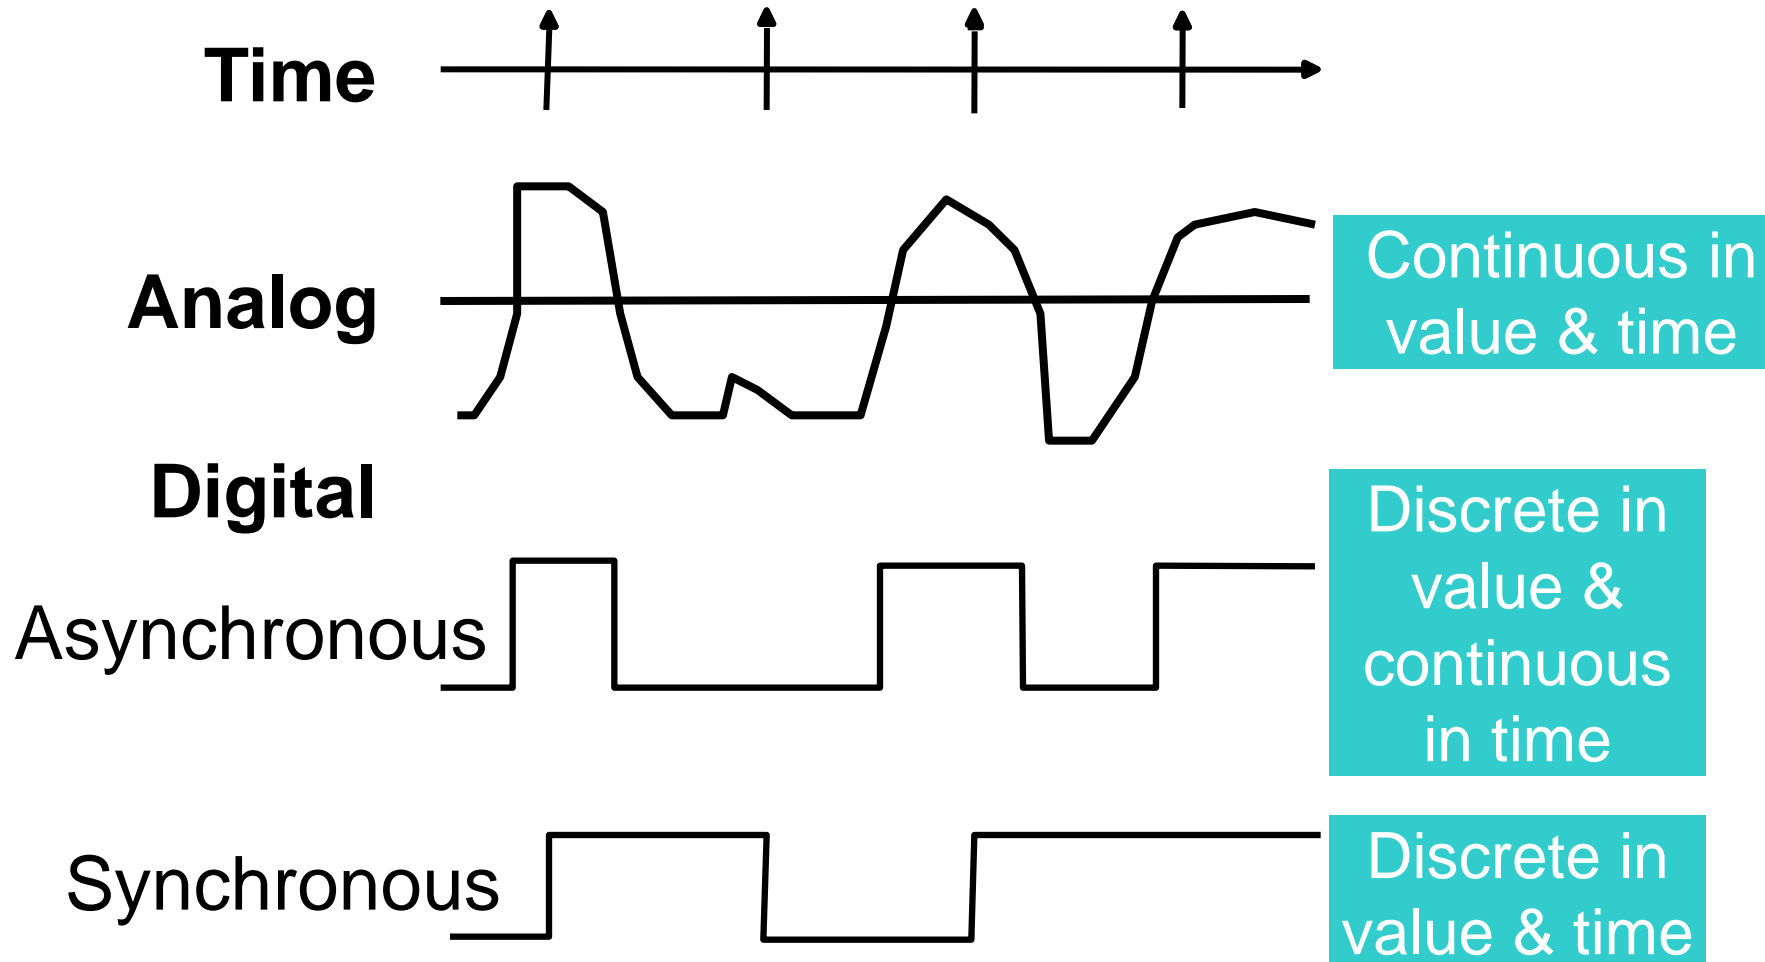 Time
Analog
Continuous in
value & time
Digital
Asynchronous
Discrete in
value &
continuous
in time
Synchronous
Discrete in
value & time